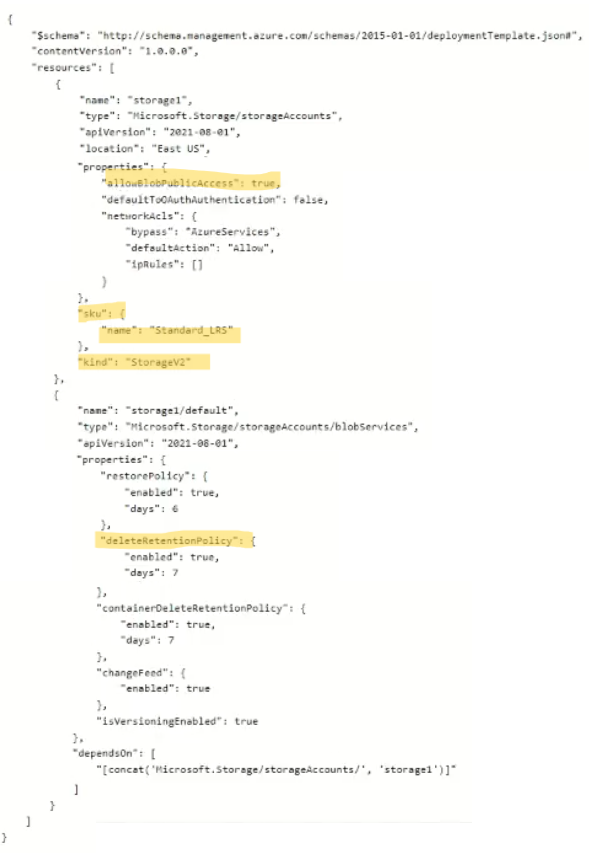 {
"$schema": "http://schema.management.azure.com/schemas/2015-01-01/deploymentTemplate.json#",
"contentVersion": "1.0.0.0",
"resources": [
{
"name": "storage1",
"type": "Microsoft.Storage/storageAccounts",
"apiVersion": "2021-08-01",
"location": "East US",
"properties": {
"allowBlobPublicAccess": true,
"defaultToOAuthAuthentication": false,
"networkAcls": {
"bypass": "AzureServices",
"defaultAction": "Allow",
"ipRules": []
}
},
"sku": {
"name": "Standard_LRS"
},
"kind": "StorageV2"
},
{
"name": "storage1/default",
"type": "Microsoft.Storage/storageAccounts/blobServices",
"apiVersion": "2021-08-01",
"properties": {
"restorePolicy": {
"enabled": true,
"days": 6
},
"deleteRetentionPolicy": {
"enabled": true,
"days": 7
},
"containerDeleteRetentionPolicy": {
"enabled": true,
"days": 7
},
"changeFeed": {
"enabled": true
},
"isVersioningEnabled": true
},
"dependsOn": [
"[concat('Microsoft.Storage/storageAccounts/', 'storage1')]"
]
}
]
}